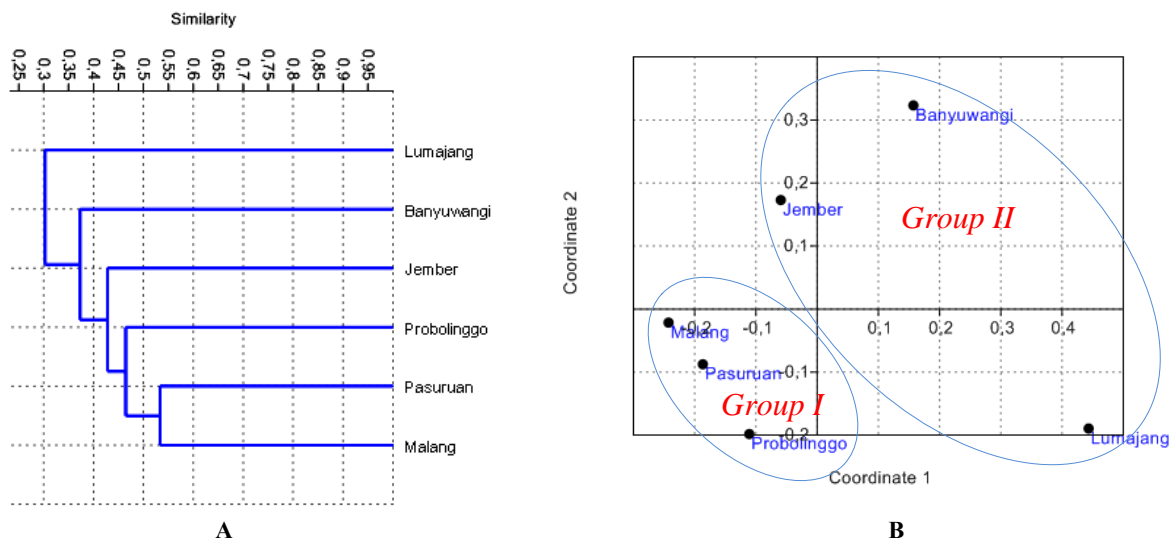 Similarity
0,25 0,3 0,35 0,4 0,45 0,5 0,55 0,6 0,65 0,7 0,75 0,8 0,85 0,9 0,95
Lumajang
Banyuwangi
Jember
Probolinggo
Pasuruan
Malang
A
Coordinate 2
0,3
Banyuwangi
0,2
Jember
Group II
0,1
-0,2 -0,1 0,1 0,2 0,3 0,4
Malang
Pasuruan
-0,1
Group I
Probolinggo
-0,2
Lumajang
Coordinate 1
B